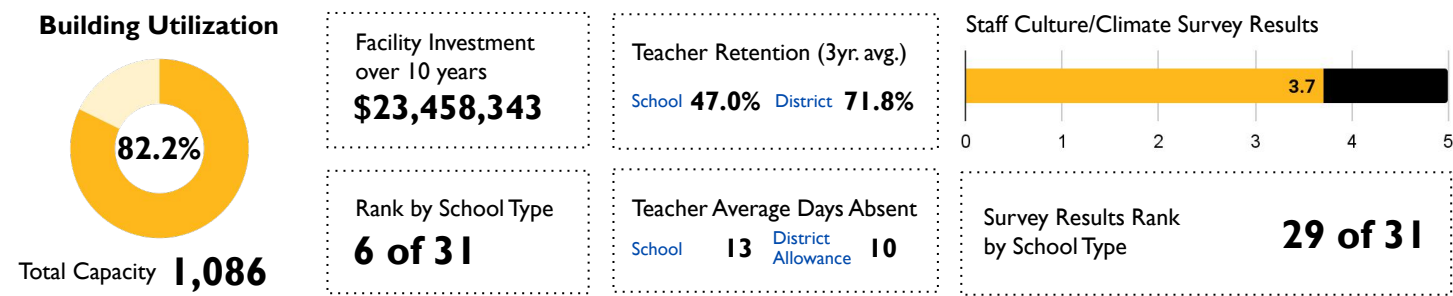 Building Utilization
82.2%
Total Capacity 1,086
Facility Investment
over 10 years
$23,458,343
Rank by School Type
6 of 31
Teacher Retention (3yr. avg.)
School 47.0% District 71.8%
Teacher Average Days Absent
School 13 District
Allowance 10
Staff Culture/Climate Survey Results
3.7
0 1 2 3 4 5
Survey Results Rank
by School Type
29 of 31